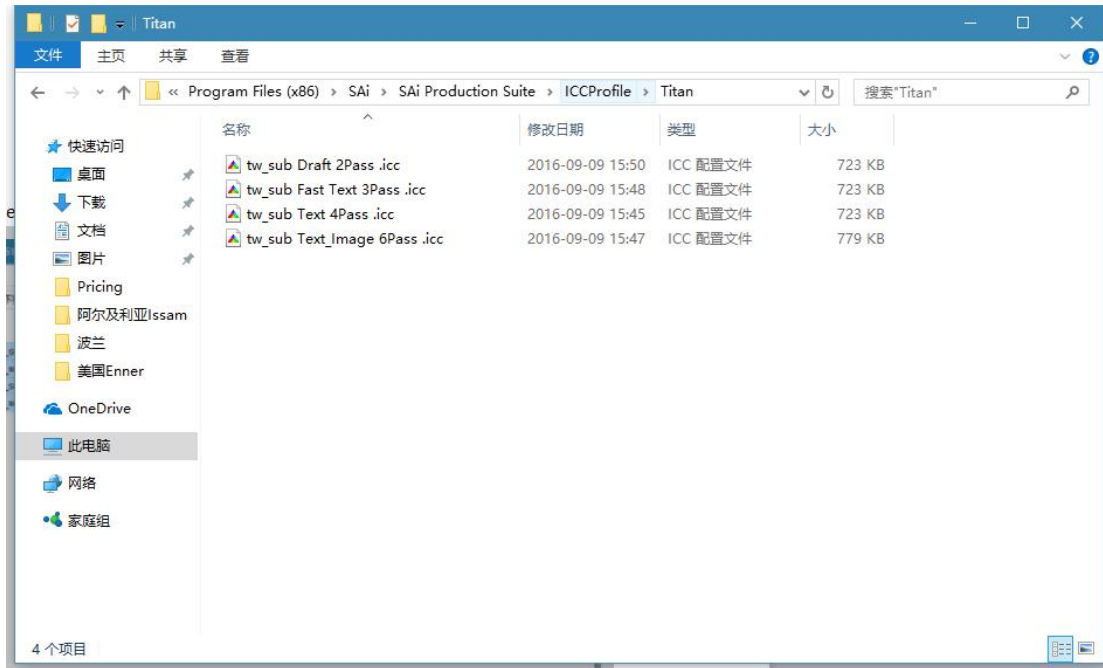 Titan
文件 主页 共享 查看
« Program Files (x86) › SAi › SAi Production Suite › ICCProfile › Titan 搜索"Titan"
名称 修改日期 类型 大小
快速访问
桌面
下载
文档
图片
Pricing
阿尔及利亚Issam
波兰
美国Enner
OneDrive
此电脑
网络
家庭组
tw_sub Draft 2Pass .icc 2016-09-09 15:50 ICC 配置文件 723 KB
tw_sub Fast Text 3Pass .icc 2016-09-09 15:48 ICC 配置文件 723 KB
tw_sub Text 4Pass .icc 2016-09-09 15:45 ICC 配置文件 723 KB
tw_sub Text_Image 6Pass .icc 2016-09-09 15:47 ICC 配置文件 779 KB
4 个项目